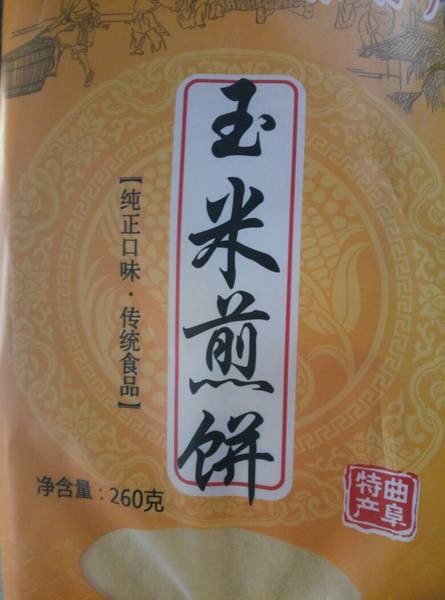 玉米煎饼
【纯正口味·传统食品】
净含量:260克
曲阜
特产